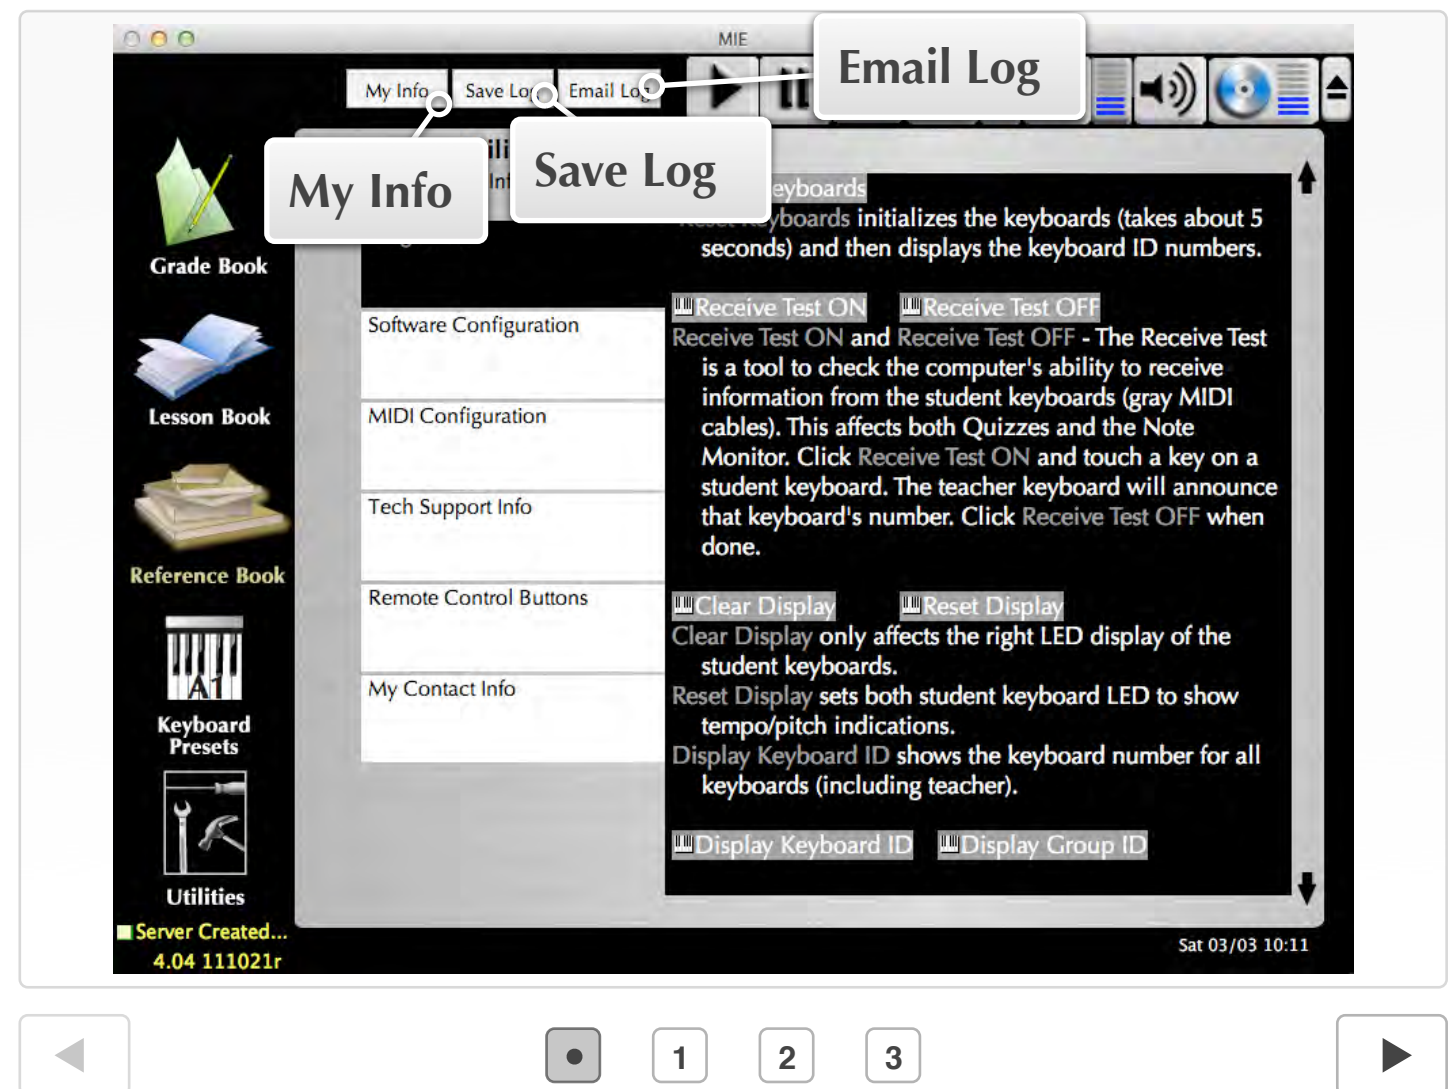 MIE
My Info
Save Log
Email Log
Email Log
My Info
Save Log
Grade Book
Lesson Book
Reference Book
A1
Keyboard
Presets
Utilities
Server Created...
4.04 111021r
Software Configuration
MIDI Configuration
Tech Support Info
Remote Control Buttons
My Contact Info
Keyboards
Reset Keyboards initializes the keyboards (takes about 5
seconds) and then displays the keyboard ID numbers.
Receive Test ON Receive Test OFF
Receive Test ON and Receive Test OFF - The Receive Test
is a tool to check the computer's ability to receive
information from the student keyboards (gray MIDI
cables). This affects both Quizzes and the Note
Monitor. Click Receive Test ON and touch a key on a
student keyboard. The teacher keyboard will announce
that keyboard's number. Click Receive Test OFF when
done.
Clear Display Reset Display
Clear Display only affects the right LED display of the
student keyboards.
Reset Display sets both student keyboard LED to show
tempo/pitch indications.
Display Keyboard ID shows the keyboard number for all
keyboards (including teacher).
Display Keyboard ID Display Group ID
Sat 03/03 10:11
1
2
3